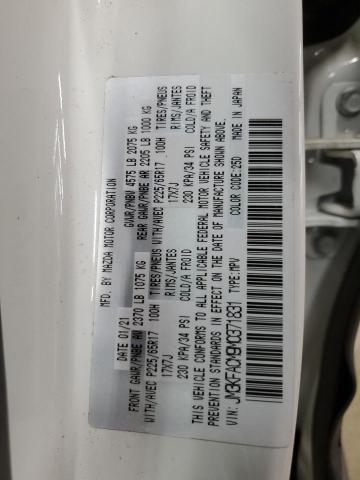 MFD. BY MAZDA MOTOR CORPORATION
DATE 01/21 GVWR/PNBV 4575 LB 2075 KG
FRONT GAWR/PNBE AV 2370 LB 1075 KG REAR GAWR/PNBE AR 2205 LB 1000 KG
WITH/AVEC P225/65R17 100H TIRES/PNEUS WITH/AVEC P225/65R17 100H TIRES/PNEUS
17X7J RIMS/JANTES 17X7J RIMS/JANTES
230 KPA/34 PSI COLD/A FROID 230 KPA/34 PSI COLD/A FROID
THIS VEHICLE CONFORMS TO ALL APPLICABLE FEDERAL MOTOR VEHICLE SAFETY AND THEFT
PREVENTION STANDARDS IN EFFECT ON THE DATE OF MANUFACTURE SHOWN ABOVE.
VIN: JM3KFACM9M0371831 TYPE:MPV COLOR CODE:25D MADE IN JAPAN